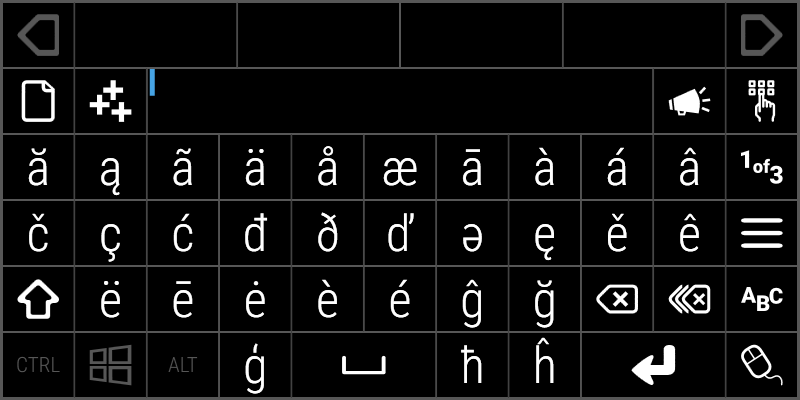 ă ą ã ä å æ ā à á â 1of3
č ç ć đ ð ď ə ę ě ê
ë ē ė è é ĝ ğ ABC
CTRL ALT ģ ħ ĥ